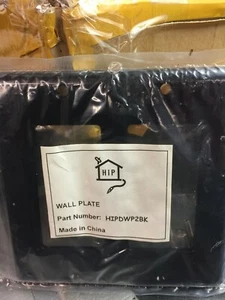 HIP
WALL PLATE
Part Number: HIPDWP2BK
Made in China